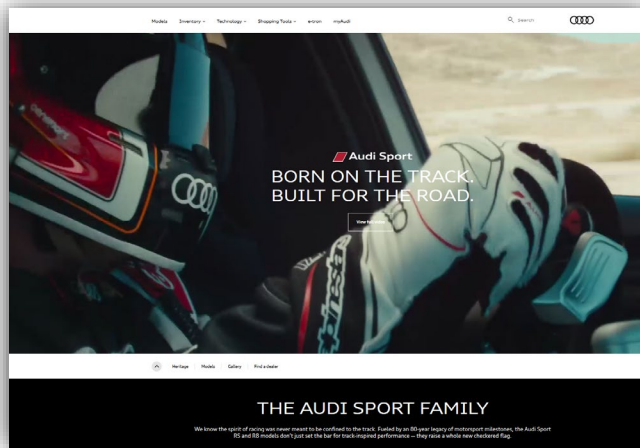 Models Inventory Technology Shopping Tools e-tron myAudi Search
Audi Sport
BORN ON THE TRACK.
BUILT FOR THE ROAD.
alpinestars
Heritage Models Gallery Find a dealer
THE AUDI SPORT FAMILY
We know the spirit of racing was never meant to be confined to the track. Fueled by an 80-year legacy of motorsport milestones, the Audi Sport
RS and R8 models don't just set the bar for track-inspired performance — they raise a whole new checkered flag.